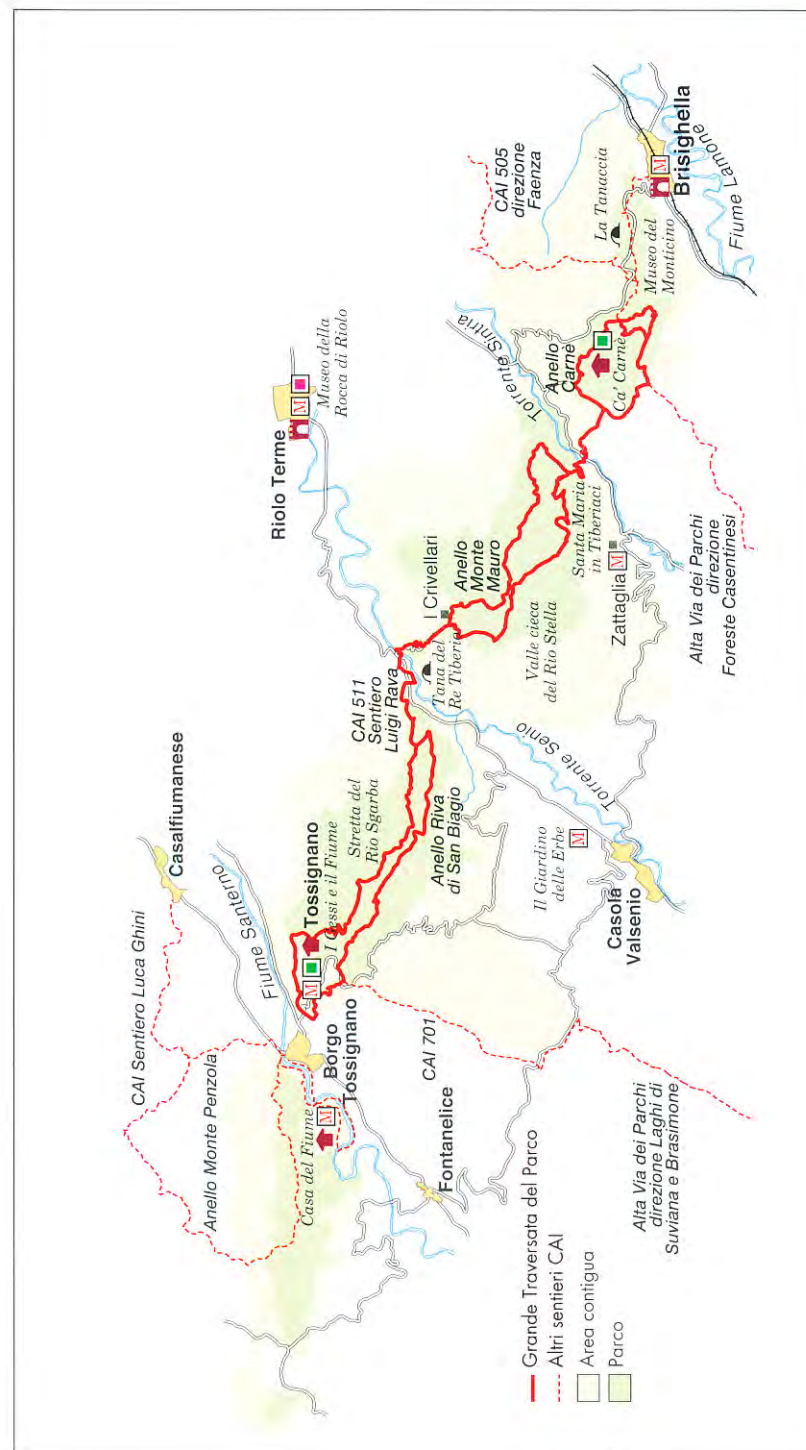 CAI Sentiero Luca Ghini
Casalfiumanese
Fiume Santerno
Anello Monte Penzola
Casa del Fiume
M
Borgo
Tossignano
M
Tossignano
I Gessi e il Fiume
Stretta del
Rio Sgarba
Anello Riva
di San Biagio
CAI 701
Fontanelice
CAI 511
Sentiero
Luigi Rava
Riolo Terme
M
Museo della
Rocca di Riolo
I Crivellari
Tana del
Re Tiberio
Anello
Monte
Mauro
Valle cieca
del Rio Stella
Santa Maria
in Tiberiaci
Torrente Sintria
Anello
Carnè
Ca' Carnè
CAI 505
direzione
Faenza
La Tanaccia
Museo del
Monticino
M
Brisighella
Fiume Lamone
M
Zattaglia
Torrente Senio
Il Giardino
delle Erbe
M
Casola
Valsenio
Alta Via dei Parchi
direzione
Foreste Casentinesi
Alta Via dei Parchi
direzione Laghi di
Suviana e Brasimone
Grande Traversata del Parco
Altri sentieri CAI
Area contigua
Parco